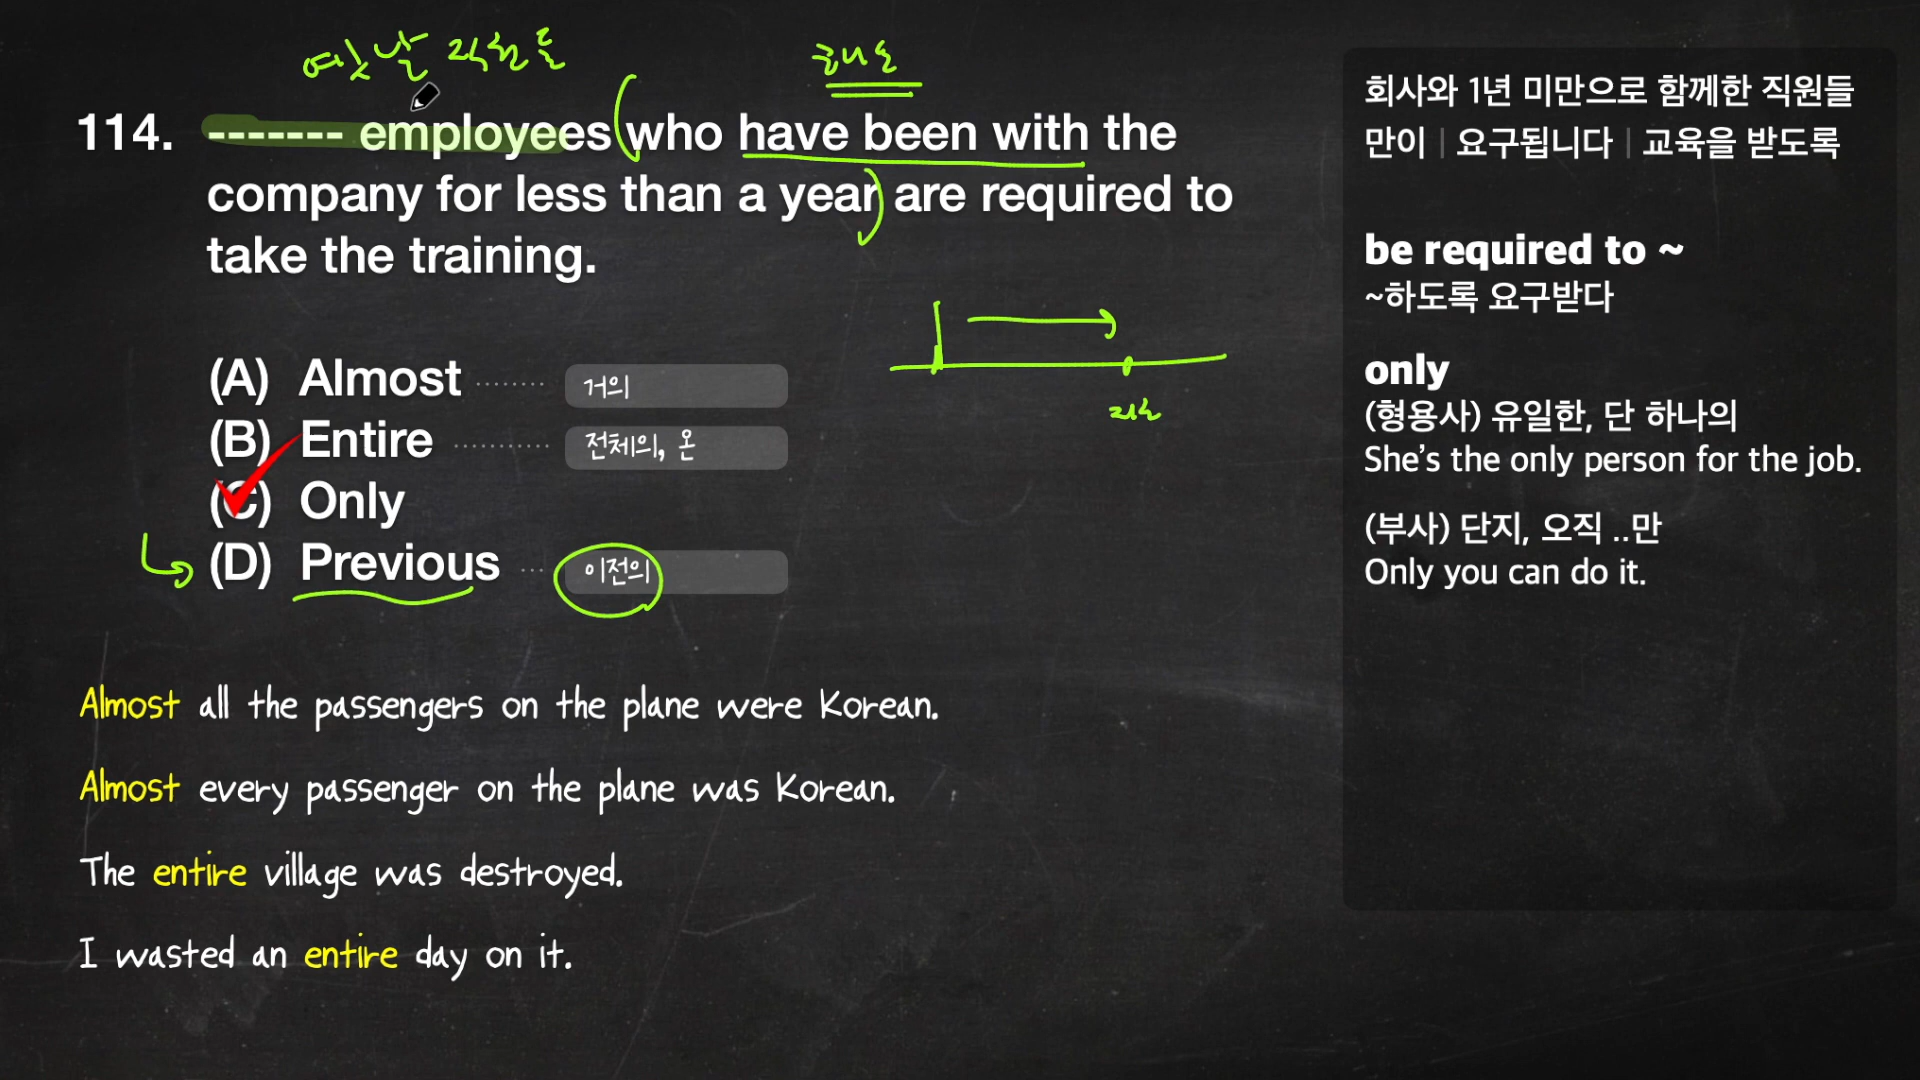 옛날 직원들
114. ------- employees who have been with the
company for less than a year are required to
take the training.
(A) Almost ········ 거의
(B) Entire ·········· 전체의, 온
(C) Only
(D) Previous ··· 이전의
Almost all the passengers on the plane were Korean.
Almost every passenger on the plane was Korean.
The entire village was destroyed.
I wasted an entire day on it.
회사와 1년 미만으로 함께한 직원들
만이 | 요구됩니다 | 교육을 받도록
be required to ~
~하도록 요구받다
only
(형용사) 유일한, 단 하나의
She's the only person for the job.
(부사) 단지, 오직 ..만
Only you can do it.